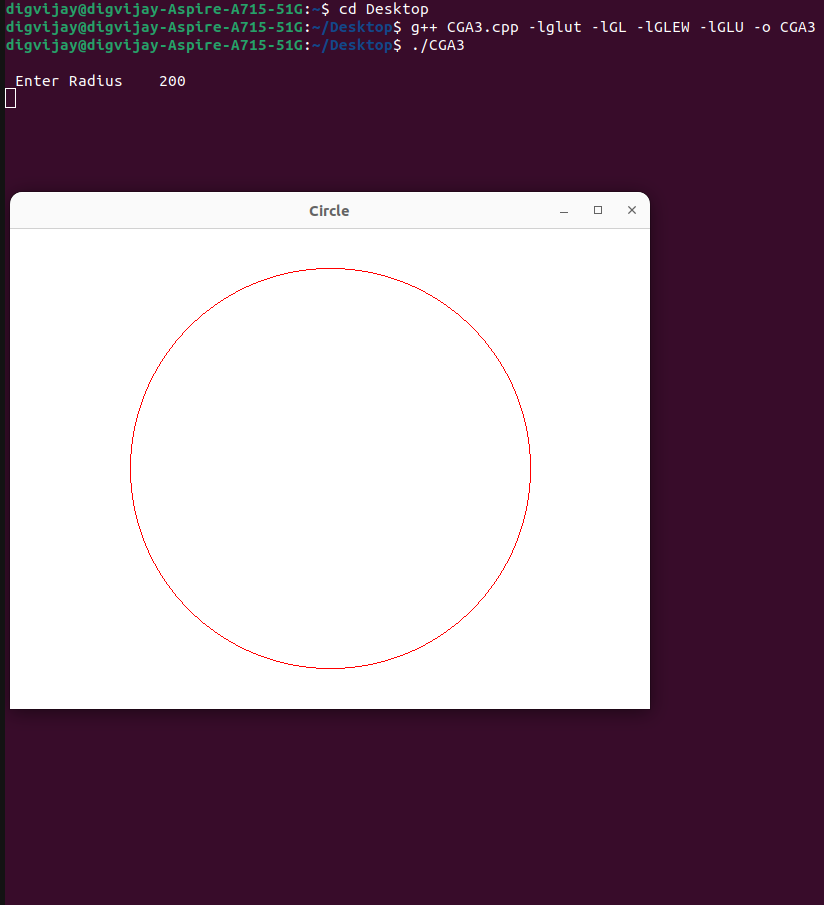 digvijay@digvijay-Aspire-A715-51G:~$ cd Desktop
digvijay@digvijay-Aspire-A715-51G:~/Desktop$ g++ CGA3.cpp -lglut -lGL -lGLEW -lGLU -o CGA3
digvijay@digvijay-Aspire-A715-51G:~/Desktop$ ./CGA3
Enter Radius    200
Circle